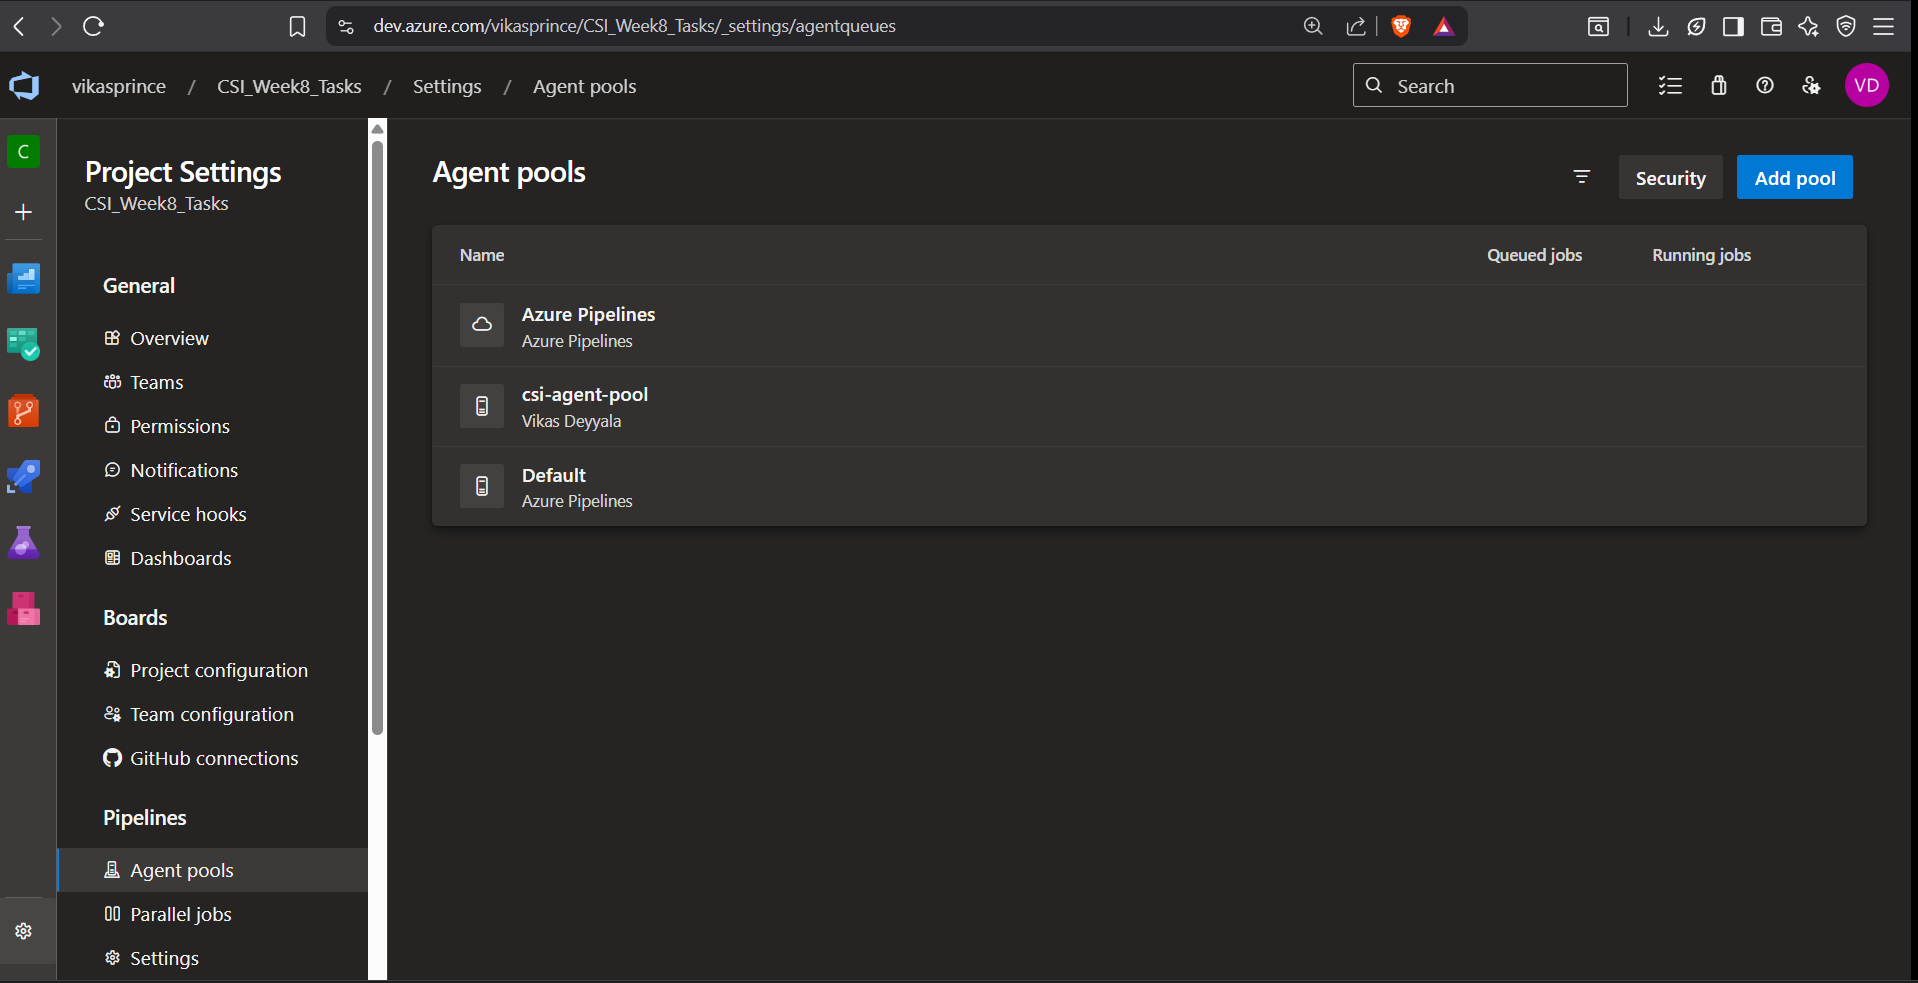 dev.azure.com/vikasprince/CSI_Week8_Tasks/_settings/agentqueues
vikasprince / CSI_Week8_Tasks / Settings / Agent pools
Search
VD
C
Project Settings
CSI_Week8_Tasks
General
Overview
Teams
Permissions
Notifications
Service hooks
Dashboards
Boards
Project configuration
Team configuration
GitHub connections
Pipelines
Agent pools
Parallel jobs
Settings
Agent pools
Security
Add pool
Name Queued jobs Running jobs
Azure Pipelines
Azure Pipelines
csi-agent-pool
Vikas Deyyala
Default
Azure Pipelines